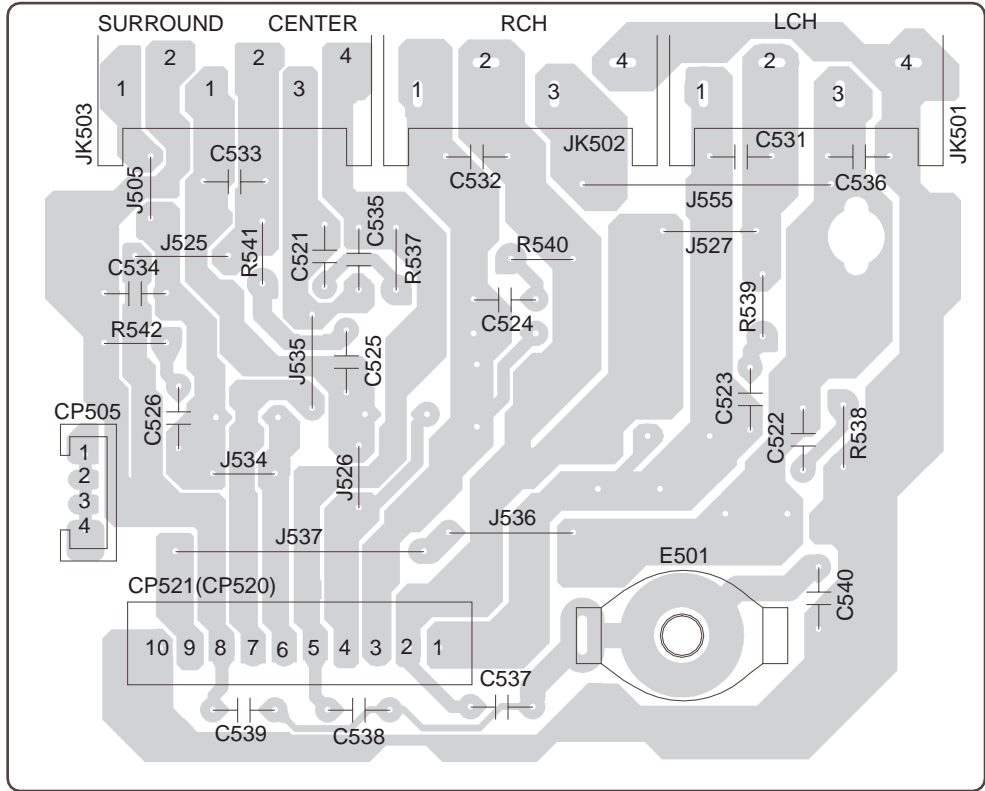 SURROUND CENTER RCH LCH
2 2 4 2 4 2 4
1 1 3 1 3 1 3
JK503 JK502 JK501
C533 C532 C531 C536
J505 J555
J525 R541 C521 C535 R537 R540 J527
C534
R542 J535 C525 C524 R539
CP505 C526 C523 C522 R538
1
2
3
4
J534 J526
J537 J536
E501
CP521(CP520) C540
10 9 8 7 6 5 4 3 2 1
C537
C539 C538